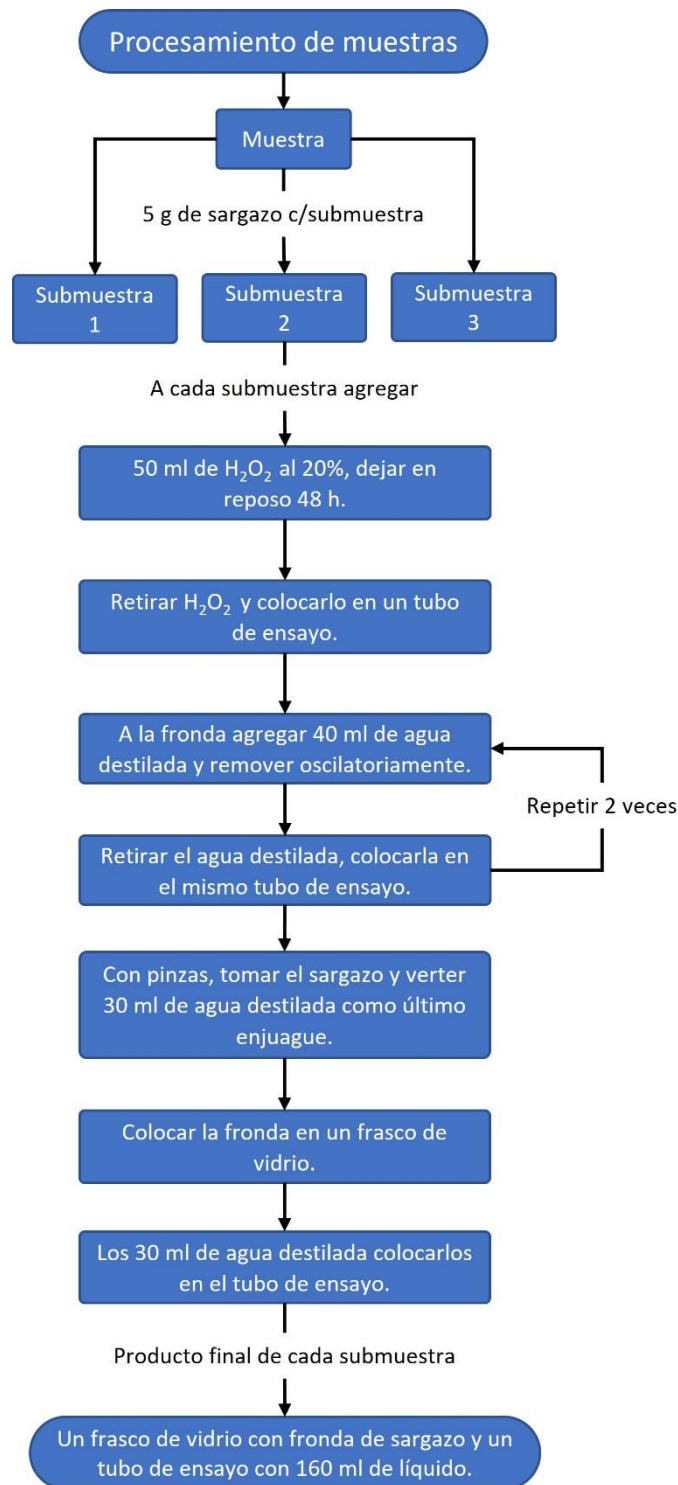 Procesamiento de muestras
Muestra
5 g de sargazo c/submuestra
Submuestra
1
Submuestra
2
Submuestra
3
A cada submuestra agregar
50 ml de H₂O₂ al 20%, dejar en
reposo 48 h.
Retirar H₂O₂ y colocarlo en un tubo
de ensayo.
A la fronda agregar 40 ml de agua
destilada y remover oscilatoriamente.
Repetir 2 veces
Retirar el agua destilada, colocarla en
el mismo tubo de ensayo.
Con pinzas, tomar el sargazo y verter
30 ml de agua destilada como último
enjuague.
Colocar la fronda en un frasco de
vidrio.
Los 30 ml de agua destilada colocarlos
en el tubo de ensayo.
Producto final de cada submuestra
Un frasco de vidrio con fronda de sargazo y un
tubo de ensayo con 160 ml de líquido.